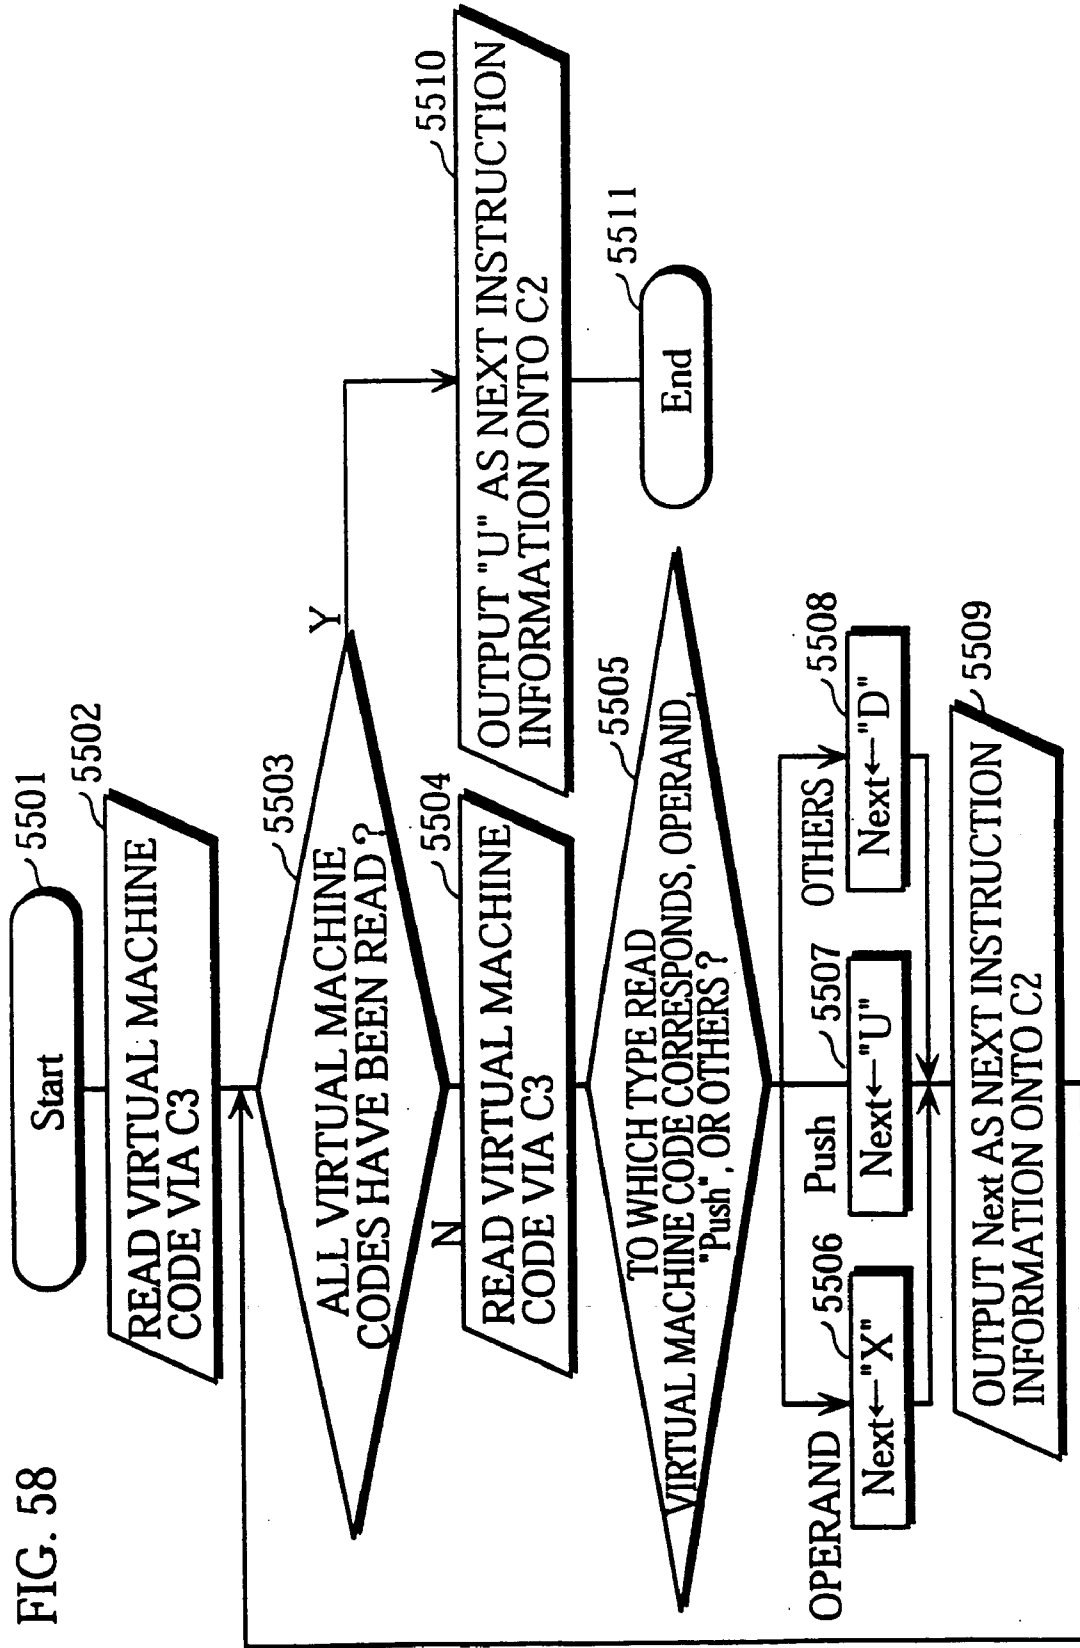 FIG. 58
Start
5501
READ VIRTUAL MACHINE
CODE VIA C3
5502
ALL VIRTUAL MACHINE
CODES HAVE BEEN READ ?
5503
Y
N
READ VIRTUAL MACHINE
CODE VIA C3
5504
OUTPUT "U" AS NEXT INSTRUCTION
INFORMATION ONTO C2
5510
End
5511
TO WHICH TYPE READ
VIRTUAL MACHINE CODE CORRESPONDS, OPERAND,
"Push", OR OTHERS ?
5505
OPERAND
Push
OTHERS
Next←"X"
5506
Next←"U"
5507
Next←"D"
5508
OUTPUT Next AS NEXT INSTRUCTION
INFORMATION ONTO C2
5509